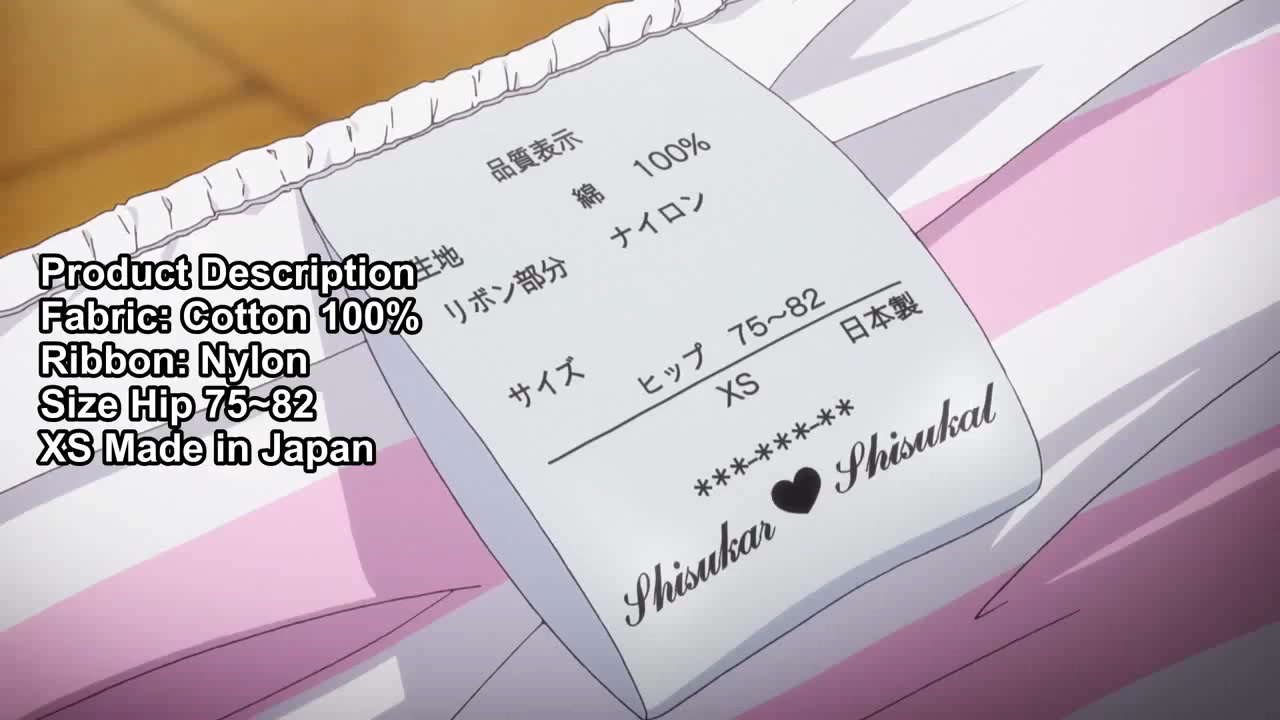 品質表示
綿 100%
生地
ナイロン
リボン部分
サイズ ヒップ 75~82
XS
日本製
***-***-**
Shisukar♥Shisukal
Product Description
Fabric: Cotton 100%
Ribbon: Nylon
Size Hip 75~82
XS Made in Japan